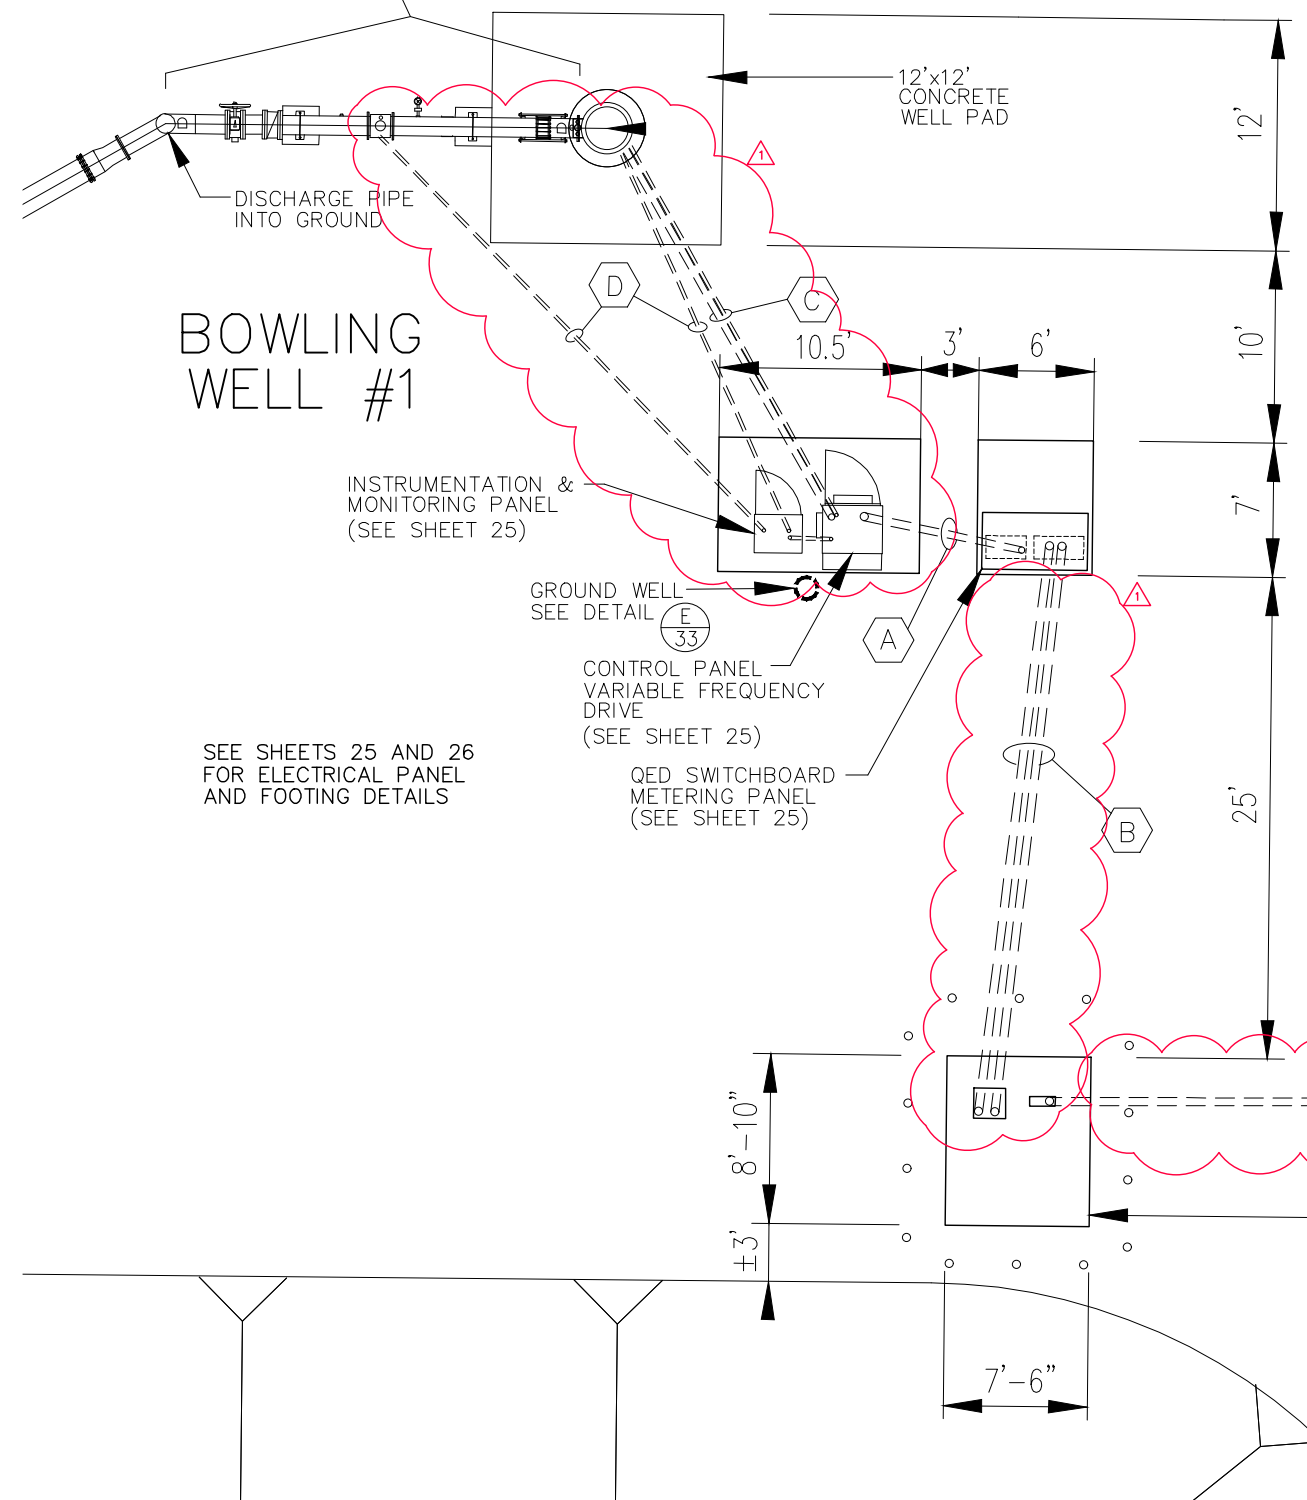 12'x12'
CONCRETE
WELL PAD
12'
1
DISCHARGE PIPE
INTO GROUND
D
C
BOWLING
WELL #1
10.5'
3'
6'
10'
INSTRUMENTATION &
MONITORING PANEL
(SEE SHEET 25)
7'
GROUND WELL
SEE DETAIL
E
33
A
1
CONTROL PANEL
VARIABLE FREQUENCY
DRIVE
(SEE SHEET 25)
SEE SHEETS 25 AND 26
FOR ELECTRICAL PANEL
AND FOOTING DETAILS
QED SWITCHBOARD
METERING PANEL
(SEE SHEET 25)
B
25'
8'-10"
±3'
7'-6"